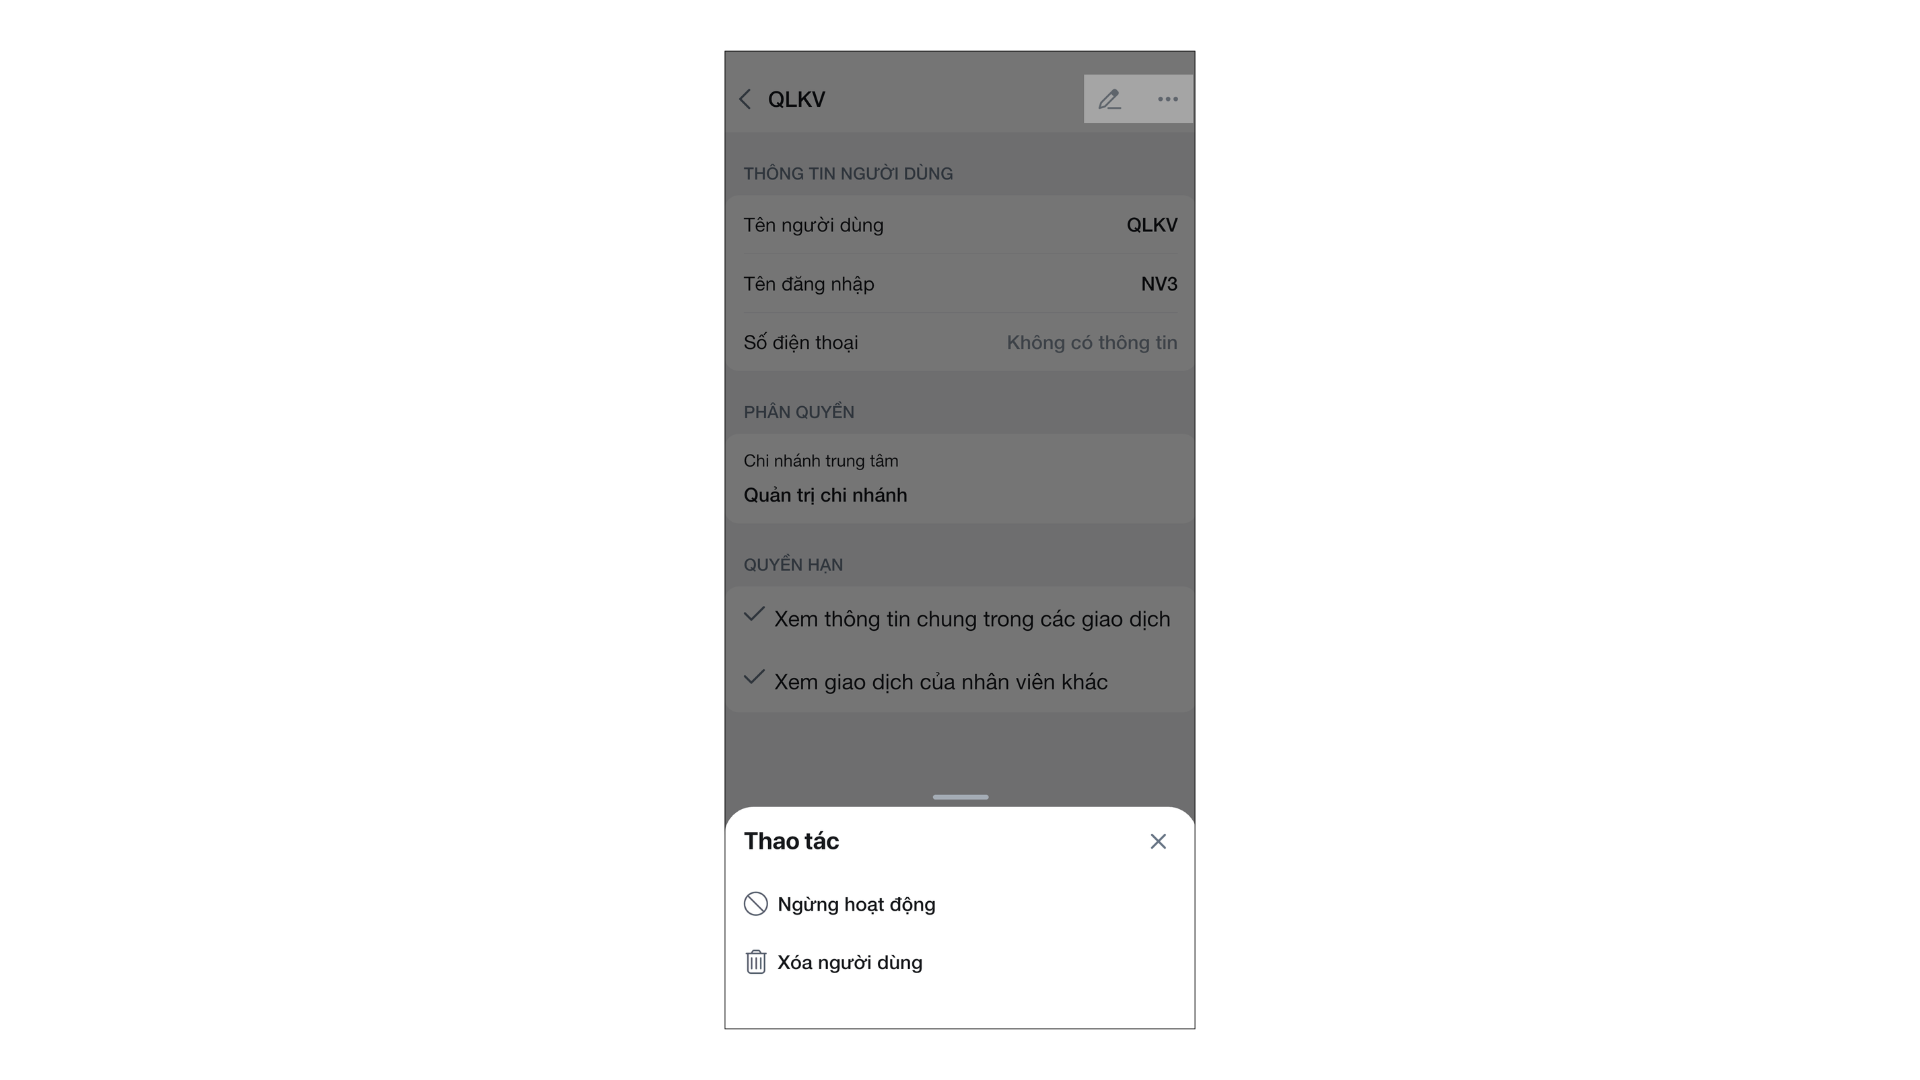 QLKV
THÔNG TIN NGƯỜI DÙNG
Tên người dùng QLKV
Tên đăng nhập NV3
Số điện thoại Không có thông tin
PHÂN QUYỀN
Chi nhánh trung tâm
Quản trị chi nhánh
QUYỀN HẠN
Xem thông tin chung trong các giao dịch
Xem giao dịch của nhân viên khác
Thao tác
Ngừng hoạt động
Xóa người dùng